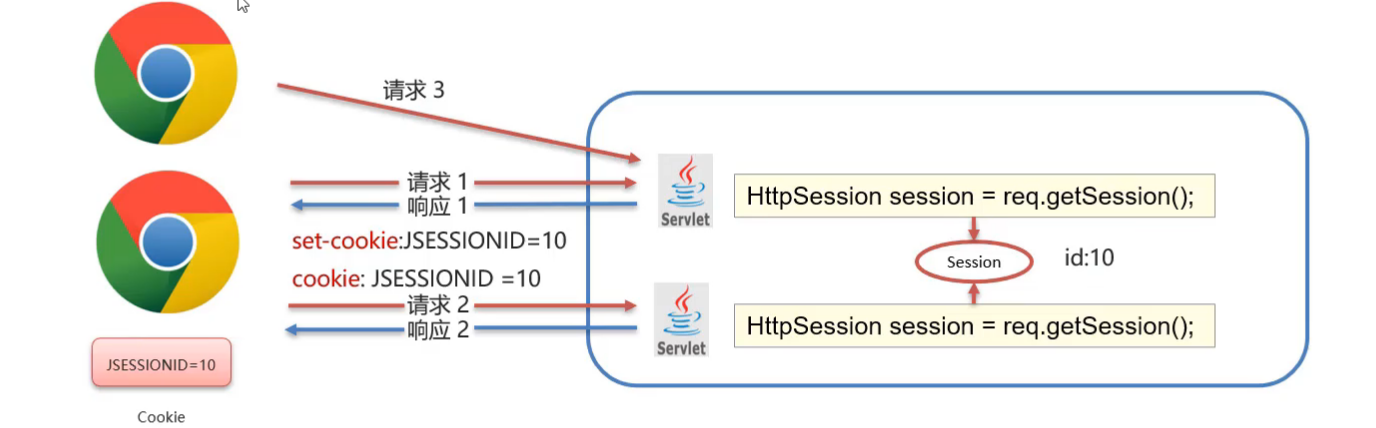 请求 3
请求 1
响应 1
Servlet
HttpSession session = req.getSession();
set-cookie:JSESSIONID=10
Session
id:10
cookie: JSESSIONID =10
请求 2
响应 2
Servlet
HttpSession session = req.getSession();
JSESSIONID=10
Cookie